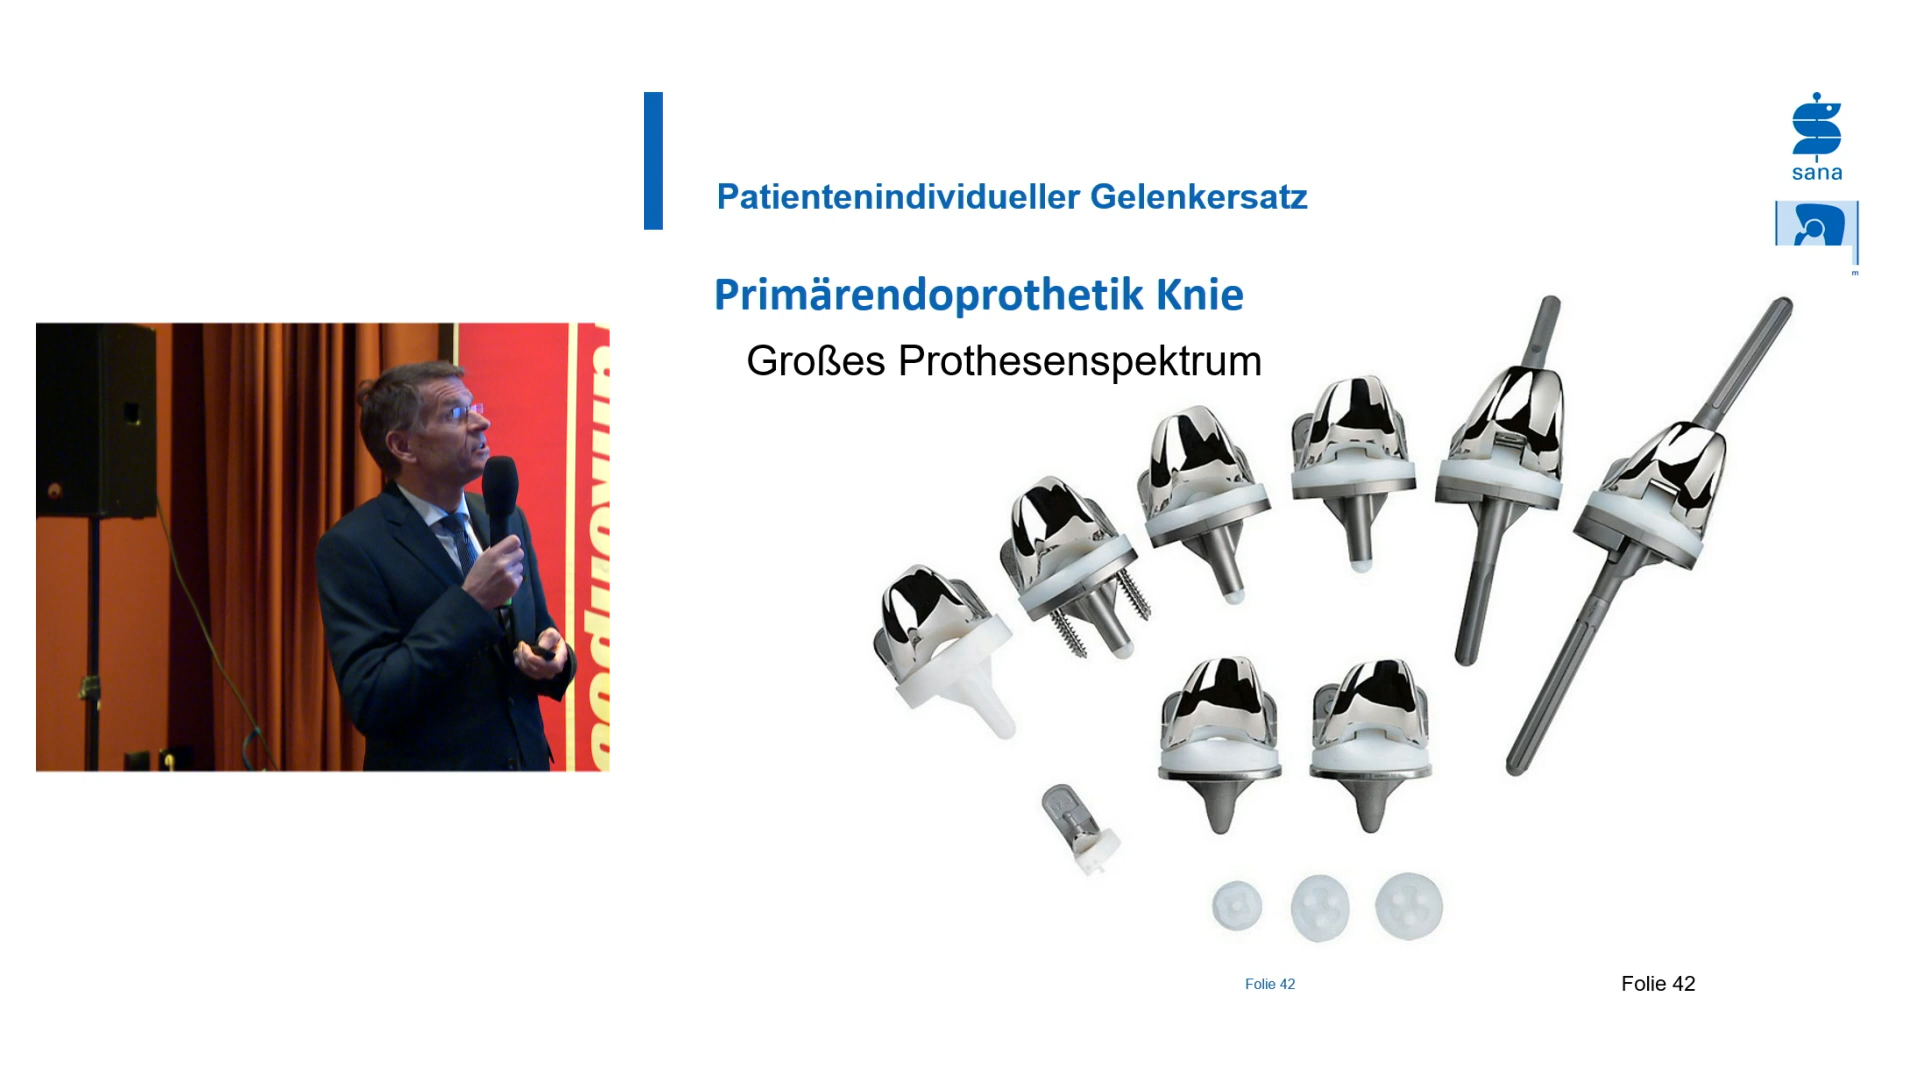 sana
Patientenindividueller Gelenkersatz
Primärendoprothetik Knie
Großes Prothesenspektrum
Folie 42
Folie 42